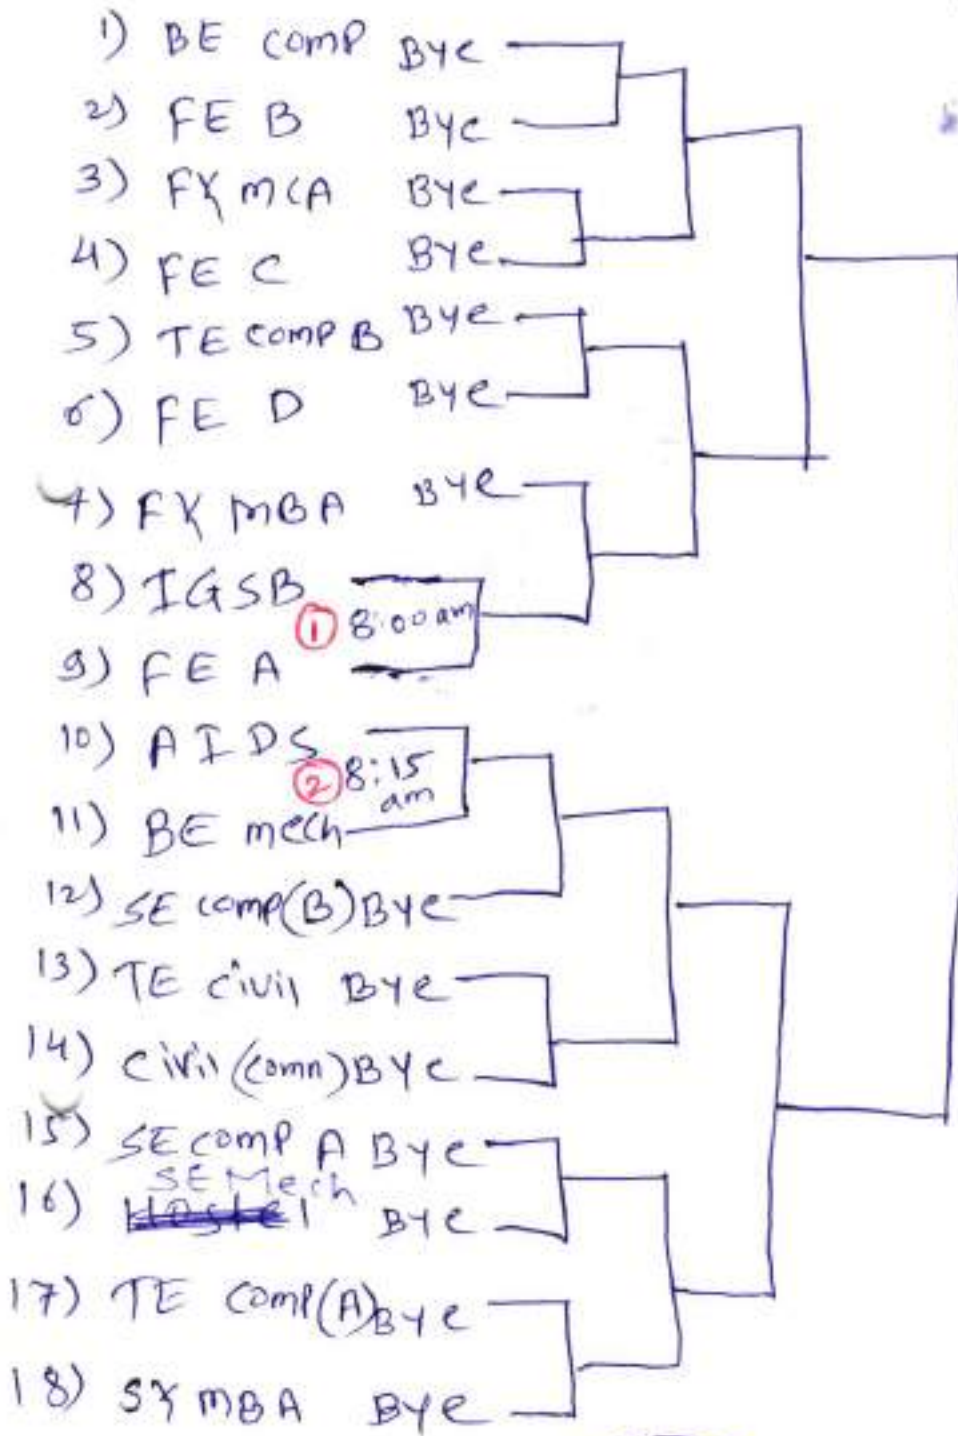 1) BE comp Bye
2) FE B Bye
3) FY MCA Bye
4) FE C Bye
5) TE comp B Bye
6) FE D Bye
7) FY MBA Bye
8) IGSB
① 8:00 am
9) FE A
10) AIDS
② 8:15
am
11) BE mech
12) SE comp(B) Bye
13) TE civil Bye
14) Civil (comn) Bye
15) SE comp A Bye
SE Mech
16) Hostel Bye
17) TE comp(A) Bye
18) SY MBA Bye